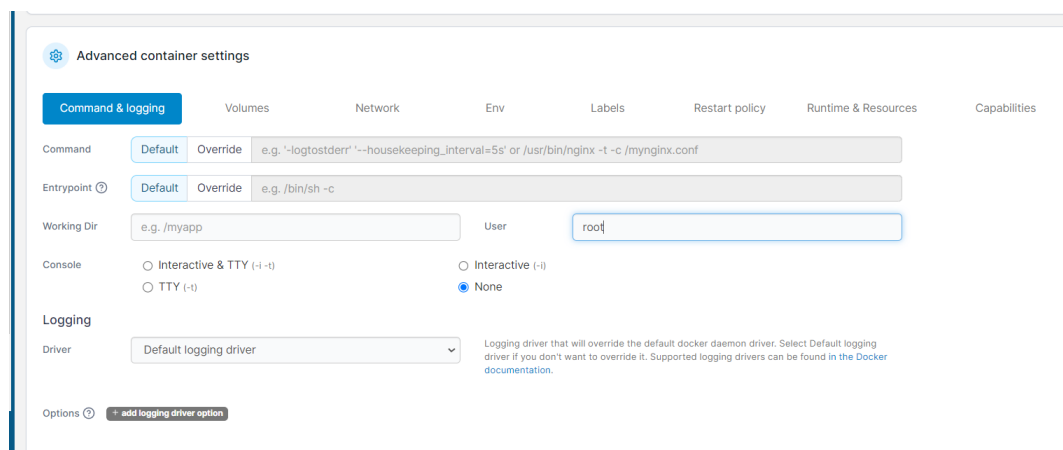 Advanced container settings
Command & logging Volumes Network Env Labels Restart policy Runtime & Resources Capabilities
Command Default Override e.g. '-logtostderr' '--housekeeping_interval=5s' or /usr/bin/nginx -t -c /mynginx.conf
Entrypoint Default Override e.g. /bin/sh -c
Working Dir e.g. /myapp User root
Console Interactive & TTY (-i -t) Interactive (-i)
TTY (-t) None
Logging
Driver Default logging driver Logging driver that will override the default docker daemon driver. Select Default logging
driver if you don't want to override it. Supported logging drivers can be found in the Docker
documentation.
Options + add logging driver option